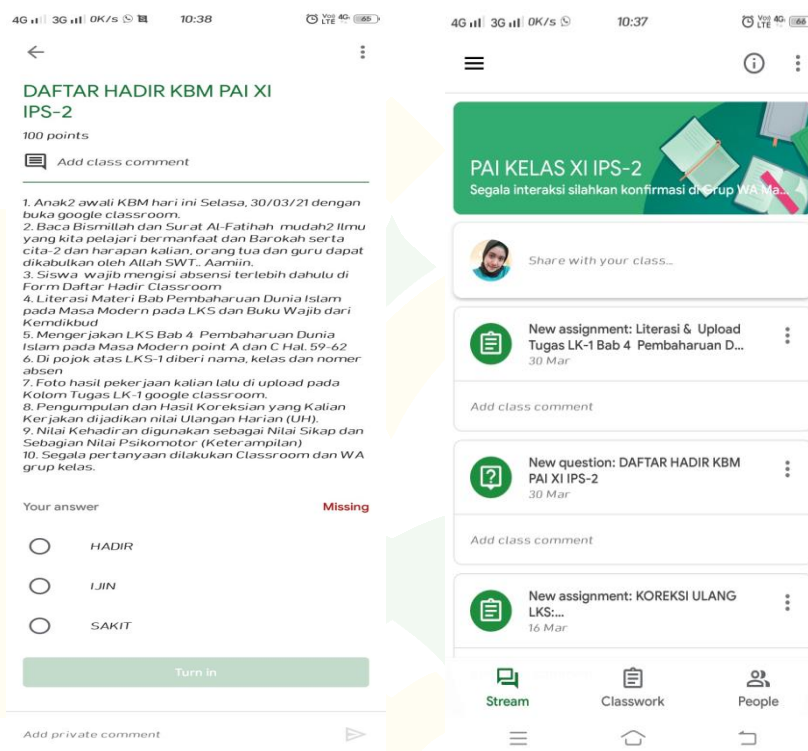 4G 3G 0K/s 10:38 VoS LTE 4G 65
DAFTAR HADIR KBM PAI XI
IPS-2
100 points
Add class comment
1. Anak2 awali KBM hari ini Selasa, 30/03/21 dengan
buka google classroom.
2. Baca Bismillah dan Surat Al-Fatihah mudah2 Ilmu
yang kita pelajari bermanfaat dan Barokah serta
cita-2 dan harapan kalian, orang tua dan guru dapat
dikabulkan oleh Allah SWT.. Aamiin.
3. Siswa wajib mengisi absensi terlebih dahulu di
Form Daftar Hadir Classroom
4. Literasi Materi Bab Pembaharuan Dunia Islam
pada Masa Modern pada LKS dan Buku Wajib dari
Kemdikbud
5. Mengerjakan LKS Bab 4 Pembaharuan Dunia
Islam pada Masa Modern point A dan C Hal. 59-62
6. Di pojok atas LKS-1 diberi nama, kelas dan nomer
absen
7. Foto hasil pekerjaan kalian lalu di upload pada
Kolom Tugas LK-1 google classroom.
8. Pengumpulan dan Hasil Koreksian yang Kalian
Kerjakan dijadikan nilai Ulangan Harian (UH).
9. Nilai Kehadiran digunakan sebagai Nilai Sikap dan
Sebagian Nilai Psikomotor (Keterampilan)
10. Segala pertanyaan dilakukan Classroom dan WA
grup kelas.
Your answer Missing
HADIR
IJIN
SAKIT
Turn in
Add private comment
4G 3G 0K/s 10:37 LTE 4G 66
PAI KELAS XI IPS-2
Segala interaksi silahkan konfirmasi di Grup WA Ma...
Share with your class...
New assignment: Literasi & Upload
Tugas LK-1 Bab 4 Pembaharuan D...
30 Mar
Add class comment
New question: DAFTAR HADIR KBM
PAI XI IPS-2
30 Mar
Add class comment
New assignment: KOREKSI ULANG
LKS:...
16 Mar
Stream Classwork People